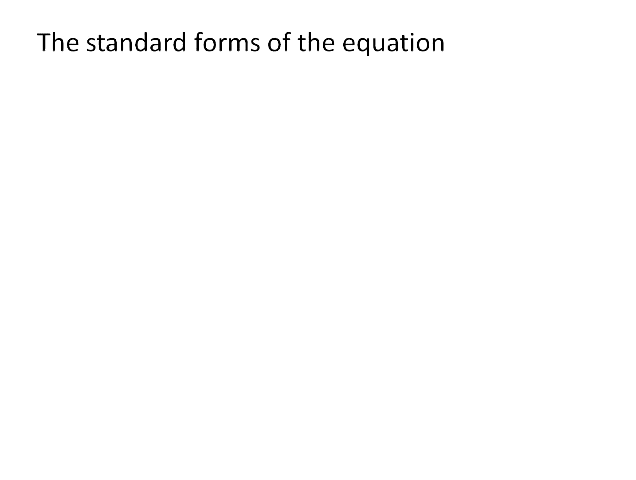 The standard forms of the equation